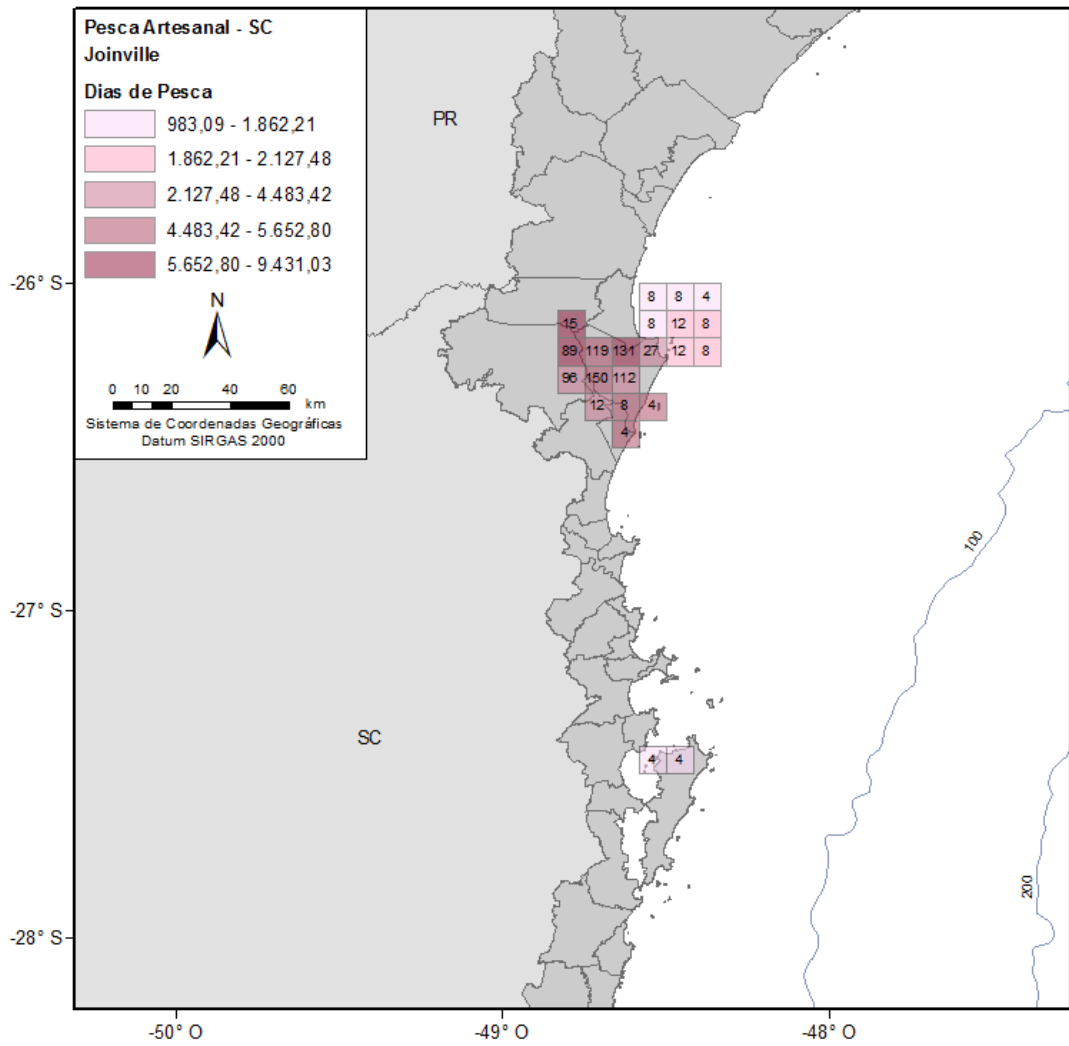 Pesca Artesanal - SC
Joinville
Dias de Pesca
983,09 - 1.862,21
1.862,21 - 2.127,48
2.127,48 - 4.483,42
4.483,42 - 5.652,80
5.652,80 - 9.431,03
N
0 10 20 40 60
km
Sistema de Coordenadas Geográficas
Datum SIRGAS 2000
PR
-26° S
8 8 4
15 8 12 8
89 119 131 27 12 8
96 150 112
12 8 4
4
100
-27° S
SC
4 4
200
-28° S
-50° O -49° O -48° O